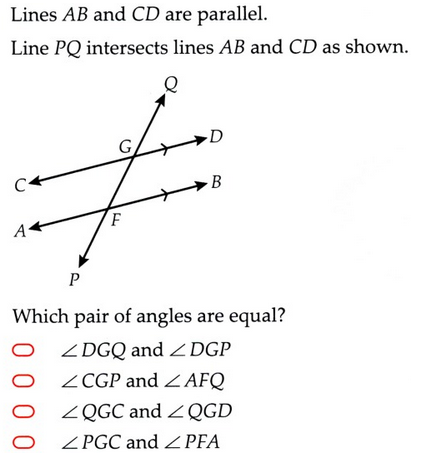 Lines AB and CD are parallel.
Line PQ intersects lines AB and CD as shown.
Q
G
D
C
B
A
F
P
Which pair of angles are equal?
∠DGQ and ∠DGP
∠CGP and ∠AFQ
∠QGC and ∠QGD
∠PGC and ∠PFA